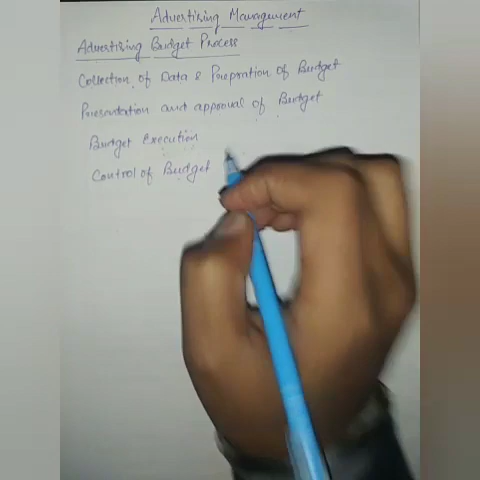 Advertising Management
Advertising Budget Process
Collection of Data & Prepration of Budget
Presentation and approval of Budget
Budget Execution
Control of Budget